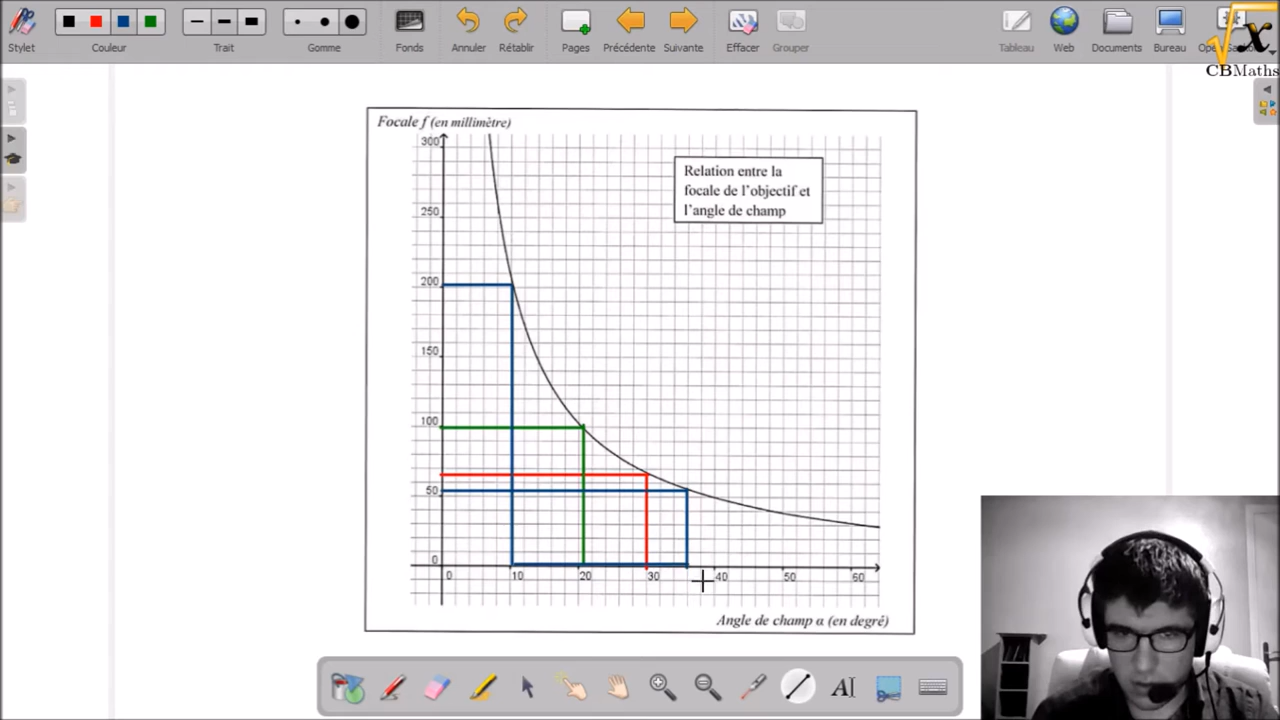 Stylet
Couleur
Trait
Gomme
Fonds
Annuler
Rétablir
Pages
Précédente
Suivante
Effacer
Grouper
Tableau
Web
Documents
Bureau
√x
CBMaths
Focale f (en millimètre)
Relation entre la
focale de l'objectif et
l'angle de champ
300
250
200
150
100
50
0
0 10 20 30 40 50 60
Angle de champ α (en degré)
AI